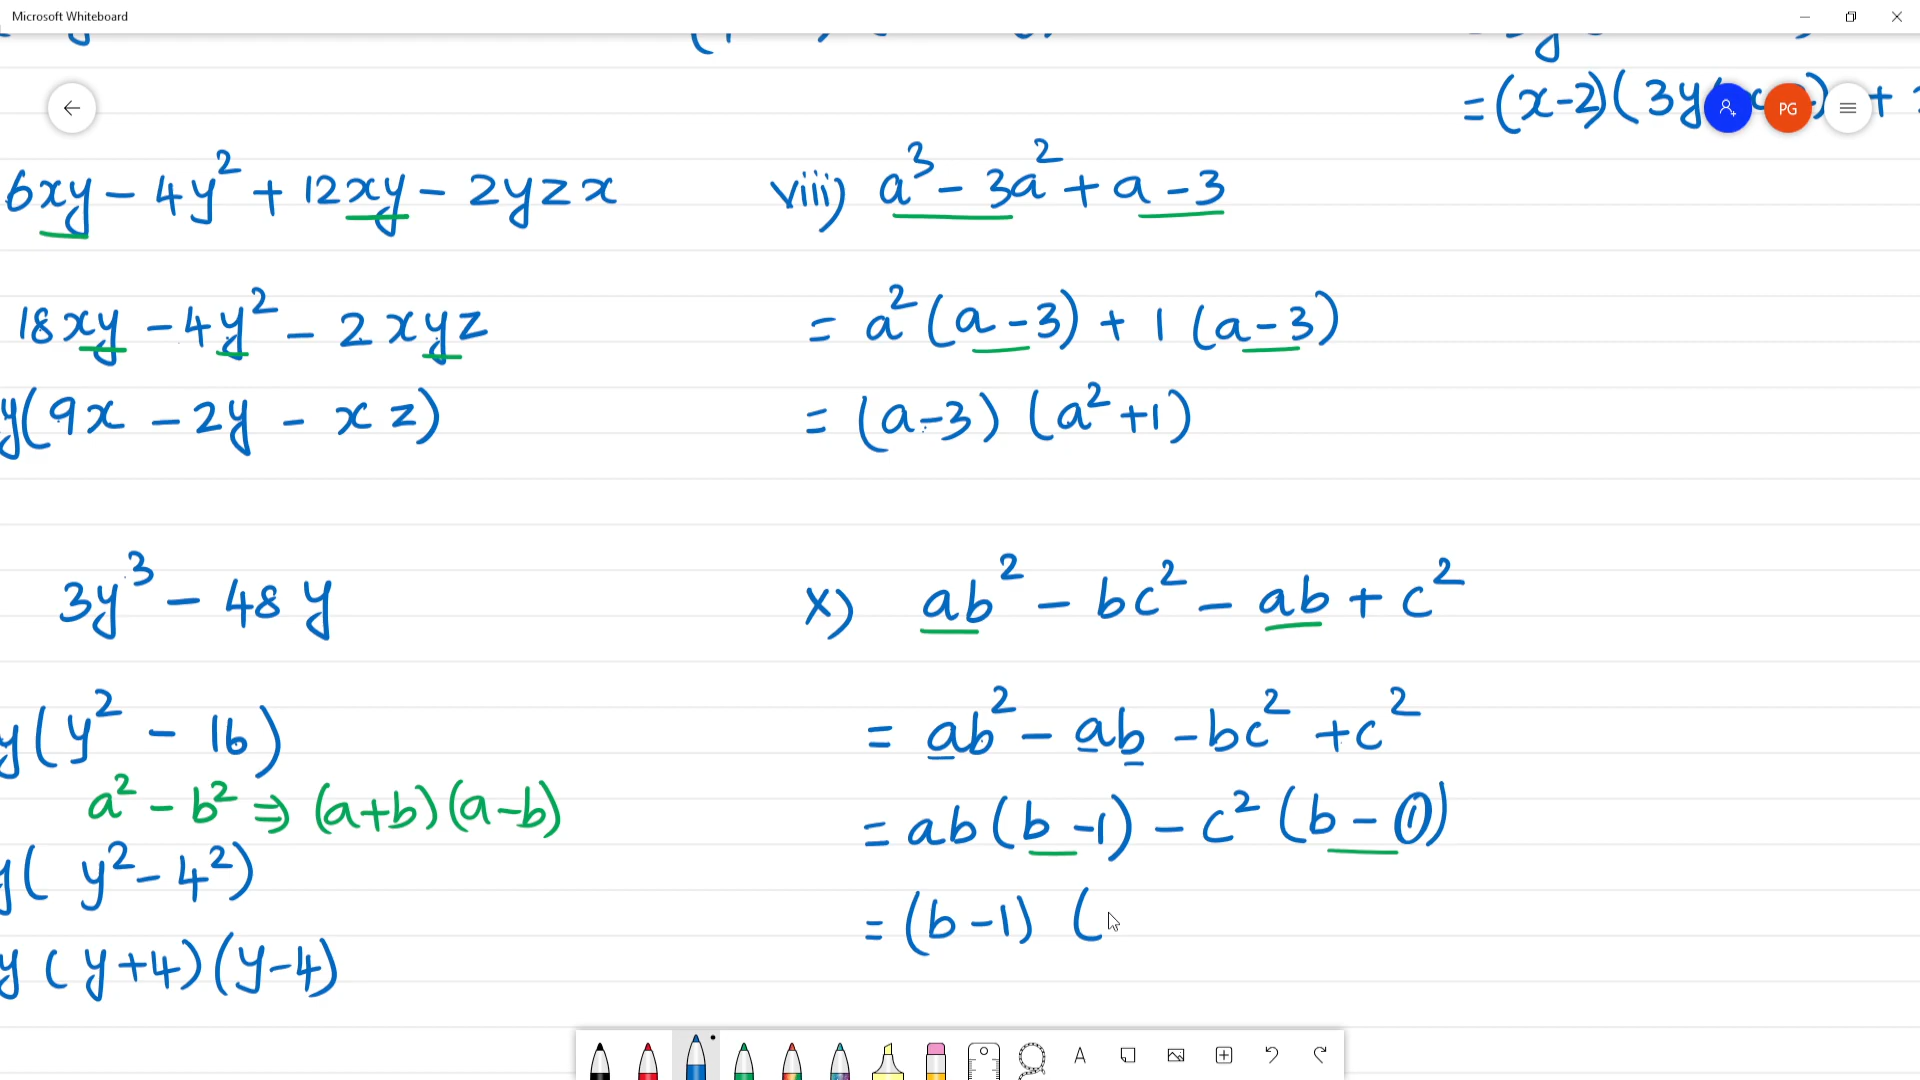 Microsoft Whiteboard
= (x-2)(3y
+
PG
6xy - 4y² + 12xy - 2yzx
18xy - 4y² - 2xyz
y(9x - 2y - xz)
viii) a³ - 3a² + a - 3
= a²(a-3) + 1(a-3)
= (a-3) (a²+1)
3y³ - 48y
y(y² - 16)
a² - b² ⇒ (a+b)(a-b)
y( y² - 4²)
y(y+4)(y-4)
x) ab² - bc² - ab + c²
= ab² - ab - bc² + c²
= ab(b-1) - c²(b-1)
= (b-1) (
A